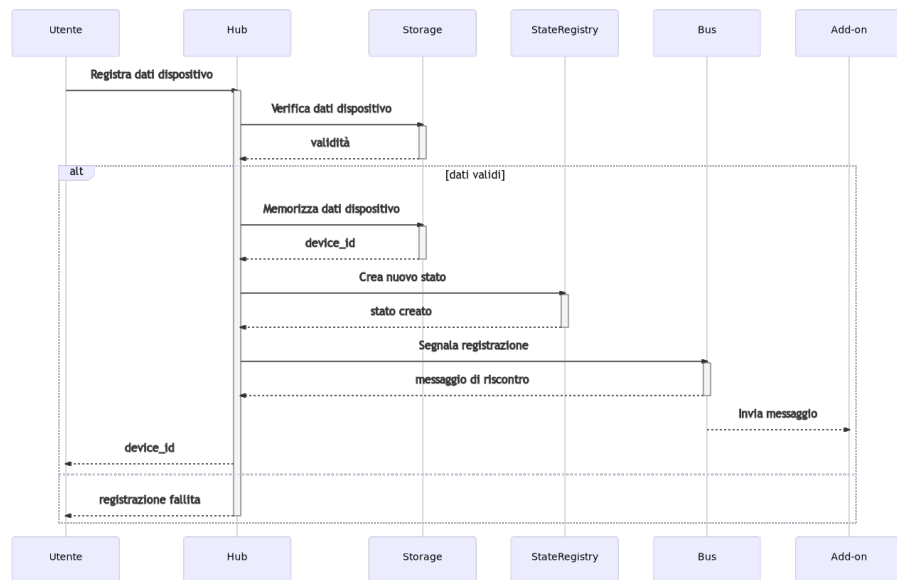 Utente Hub Storage StateRegistry Bus Add-on
Registra dati dispositivo
Verifica dati dispositivo
validità
alt [dati validi]
Memorizza dati dispositivo
device_id
Crea nuovo stato
stato creato
Segnala registrazione
messaggio di riscontro
Invia messaggio
device_id
registrazione fallita
Utente Hub Storage StateRegistry Bus Add-on